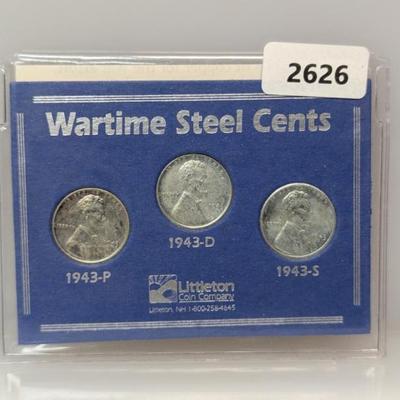 2626
Wartime Steel Cents
1943-P
1943-D
1943-S
Littleton
Coin Company
Littleton, NH 1-800-258-4645